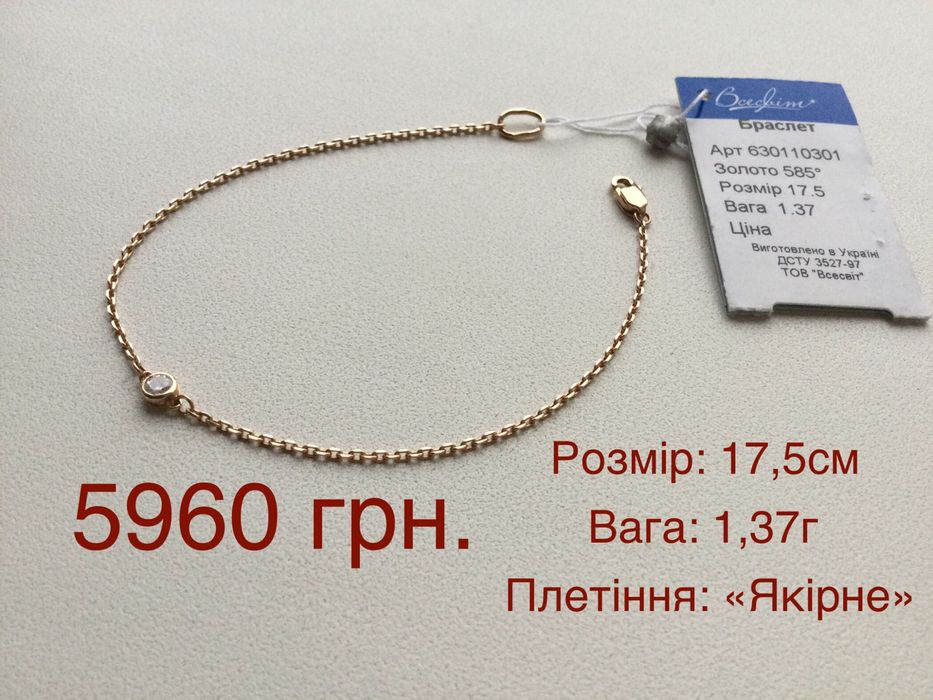 Всесвіт
Браслет
Арт 630110301
Золото 585°
Розмір 17.5
Вага 1.37
Ціна
Виготовлено в Україні
ДСТУ 3527-97
ТОВ "Всесвіт"
Розмір: 17,5см
5960 грн.
Вага: 1,37г
Плетіння: «Якірне»